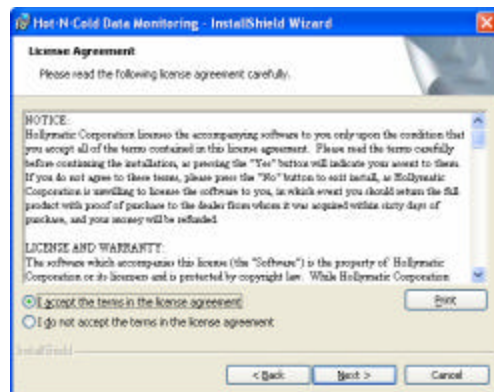 Hot-N-Cold Data Monitoring - InstallShield Wizard
License Agreement
Please read the following license agreement carefully.
NOTICE:
Hollymatic Corporation licenses the accompanying software to you only upon the condition that
you accept all of the terms contained in this license agreement. Please read the terms carefully
before continuing the installation, as pressing the "Yes" button will indicate your assent to them.
If you do not agree to these terms, please press the "No" button to exit install, as Hollymatic
Corporation is unwilling to license the software to you, in which event you should return the full
product with proof of purchase to the dealer from whom it was acquired within sixty days of
purchase, and your money will be refunded.
LICENSE AND WARRANTY:
The software which accompanies this license (the "Software") is the property of Hollymatic
Corporation or its licensors and is protected by copyright law. While Hollymatic Corporation
I accept the terms in the license agreement
Print
I do not accept the terms in the license agreement
InstallShield
< Back
Next >
Cancel